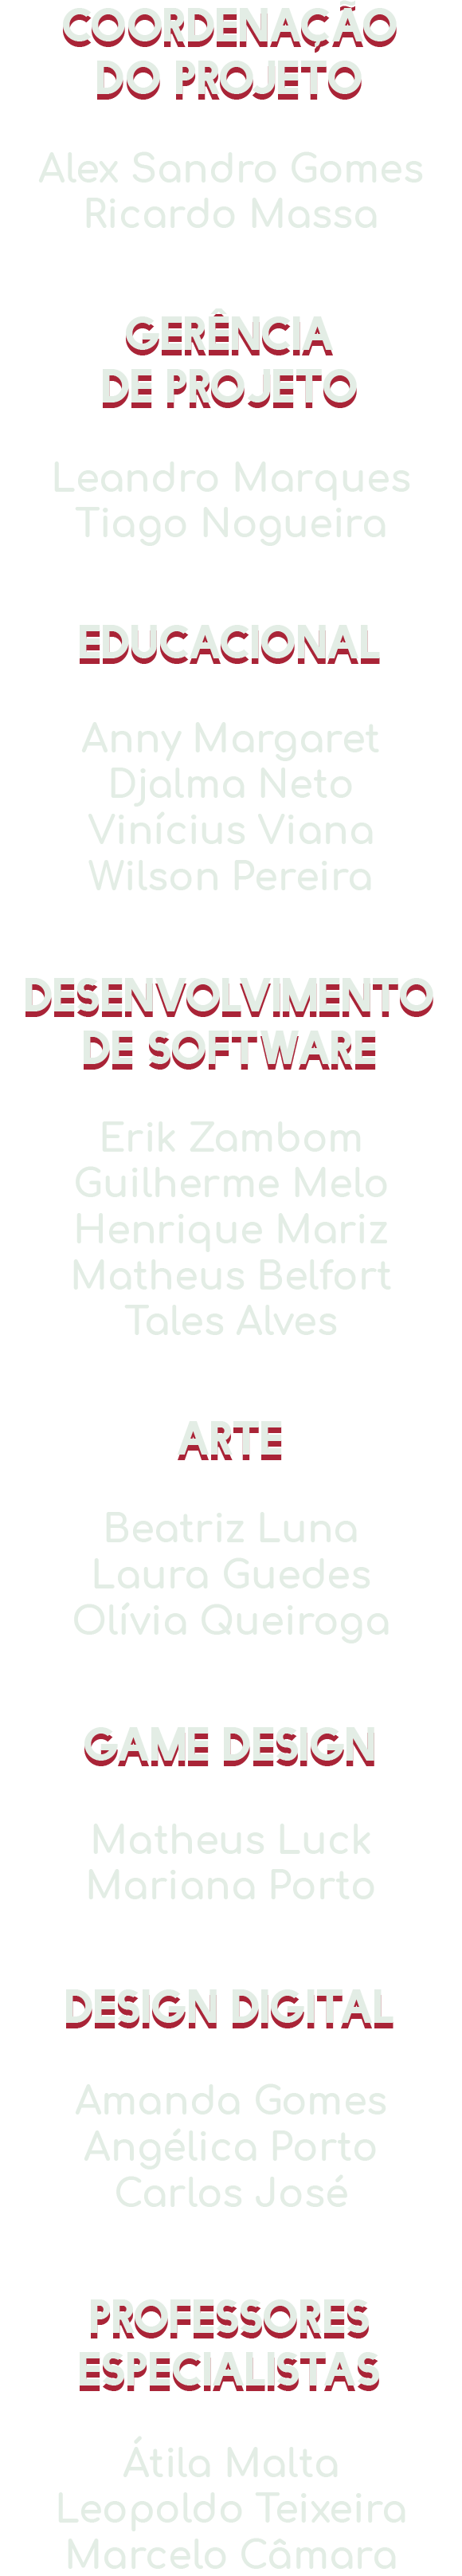 COORDENAÇÃO
DO PROJETO
Alex Sandro Gomes
Ricardo Massa
GERÊNCIA
DE PROJETO
Leandro Marques
Tiago Nogueira
EDUCACIONAL
Anny Margaret
Djalma Neto
Vinícius Viana
Wilson Pereira
DESENVOLVIMENTO
DE SOFTWARE
Erik Zambom
Guilherme Melo
Henrique Mariz
Matheus Belfort
Tales Alves
ARTE
Beatriz Luna
Laura Guedes
Olívia Queiroga
GAME DESIGN
Matheus Luck
Mariana Porto
DESIGN DIGITAL
Amanda Gomes
Angélica Porto
Carlos José
PROFESSORES
ESPECIALISTAS
Átila Malta
Leopoldo Teixeira
Marcelo Câmara